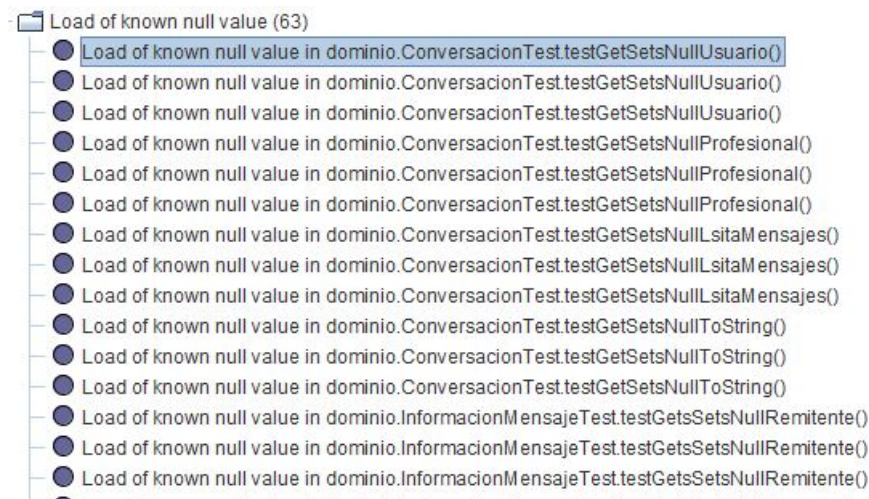 Load of known null value (63)
Load of known null value in dominio.ConversacionTest.testGetSetsNullUsuario()
Load of known null value in dominio.ConversacionTest.testGetSetsNullUsuario()
Load of known null value in dominio.ConversacionTest.testGetSetsNullUsuario()
Load of known null value in dominio.ConversacionTest.testGetSetsNullProfesional()
Load of known null value in dominio.ConversacionTest.testGetSetsNullProfesional()
Load of known null value in dominio.ConversacionTest.testGetSetsNullProfesional()
Load of known null value in dominio.ConversacionTest.testGetSetsNullLsitaMensajes()
Load of known null value in dominio.ConversacionTest.testGetSetsNullLsitaMensajes()
Load of known null value in dominio.ConversacionTest.testGetSetsNullLsitaMensajes()
Load of known null value in dominio.ConversacionTest.testGetSetsNullToString()
Load of known null value in dominio.ConversacionTest.testGetSetsNullToString()
Load of known null value in dominio.ConversacionTest.testGetSetsNullToString()
Load of known null value in dominio.InformacionMensajeTest.testGetsSetsNullRemitente()
Load of known null value in dominio.InformacionMensajeTest.testGetsSetsNullRemitente()
Load of known null value in dominio.InformacionMensajeTest.testGetsSetsNullRemitente()